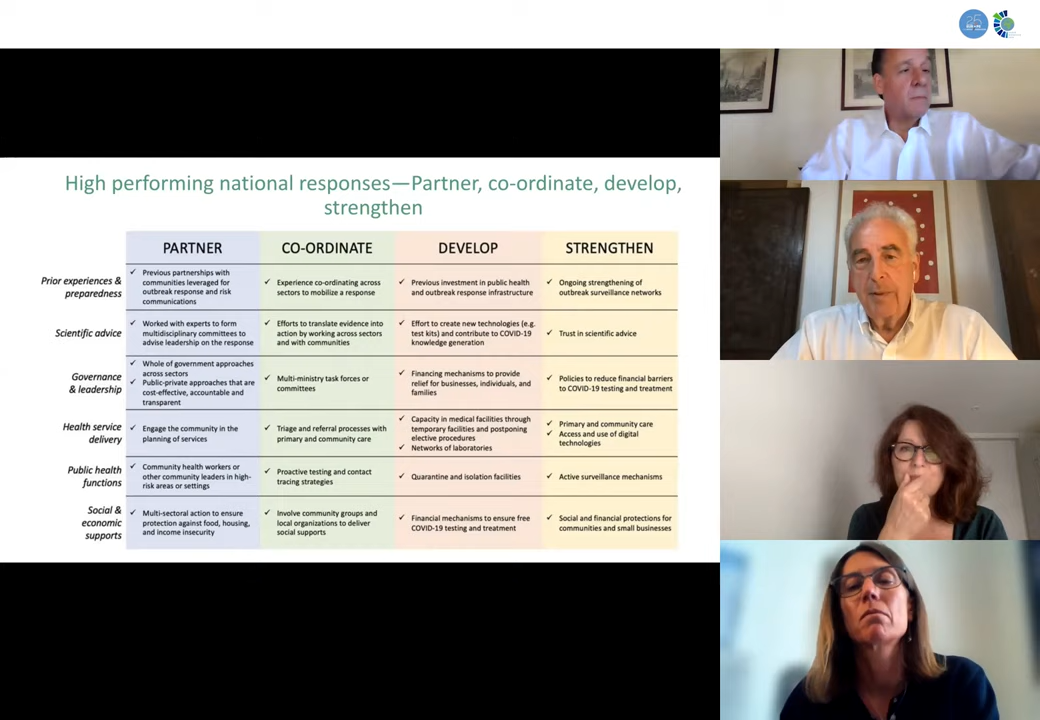 25
High performing national responses—Partner, co-ordinate, develop,
strengthen
PARTNER CO-ORDINATE DEVELOP STRENGTHEN
Prior experiences &
preparedness
✓ Previous partnerships with
communities leveraged for
outbreak response and risk
communications
✓ Experience co-ordinating across
sectors to mobilize a response
✓ Previous investment in public health
and outbreak response infrastructure
✓ Ongoing strengthening of
outbreak surveillance networks
Scientific advice
✓ Worked with experts to form
multidisciplinary committees to
advise leadership on the response
✓ Efforts to translate evidence into
action by working across sectors
and with communities
✓ Effort to create new technologies (e.g.
test kits) and contribute to COVID-19
knowledge generation
✓ Trust in scientific advice
Governance
& leadership
✓ Whole of government approaches
across sectors
✓ Public-private approaches that are
cost-effective, accountable and
transparent
✓ Multi-ministry task forces or
committees
✓ Financing mechanisms to provide
relief for businesses, individuals, and
families
✓ Policies to reduce financial barriers
to COVID-19 testing and treatment
Health service
delivery
✓ Engage the community in the
planning of services
✓ Triage and referral processes with
primary and community care
✓ Capacity in medical facilities through
temporary facilities and postponing
elective procedures
✓ Networks of laboratories
✓ Primary and community care
✓ Access and use of digital
technologies
Public health
functions
✓ Community health workers or
other community leaders in high-
risk areas or settings
✓ Proactive testing and contact
tracing strategies
✓ Quarantine and isolation facilities
✓ Active surveillance mechanisms
Social &
economic
supports
✓ Multi-sectoral action to ensure
protection against food, housing,
and income insecurity
✓ Involve community groups and
local organizations to deliver
social supports
✓ Financial mechanisms to ensure free
COVID-19 testing and treatment
✓ Social and financial protections for
communities and small businesses